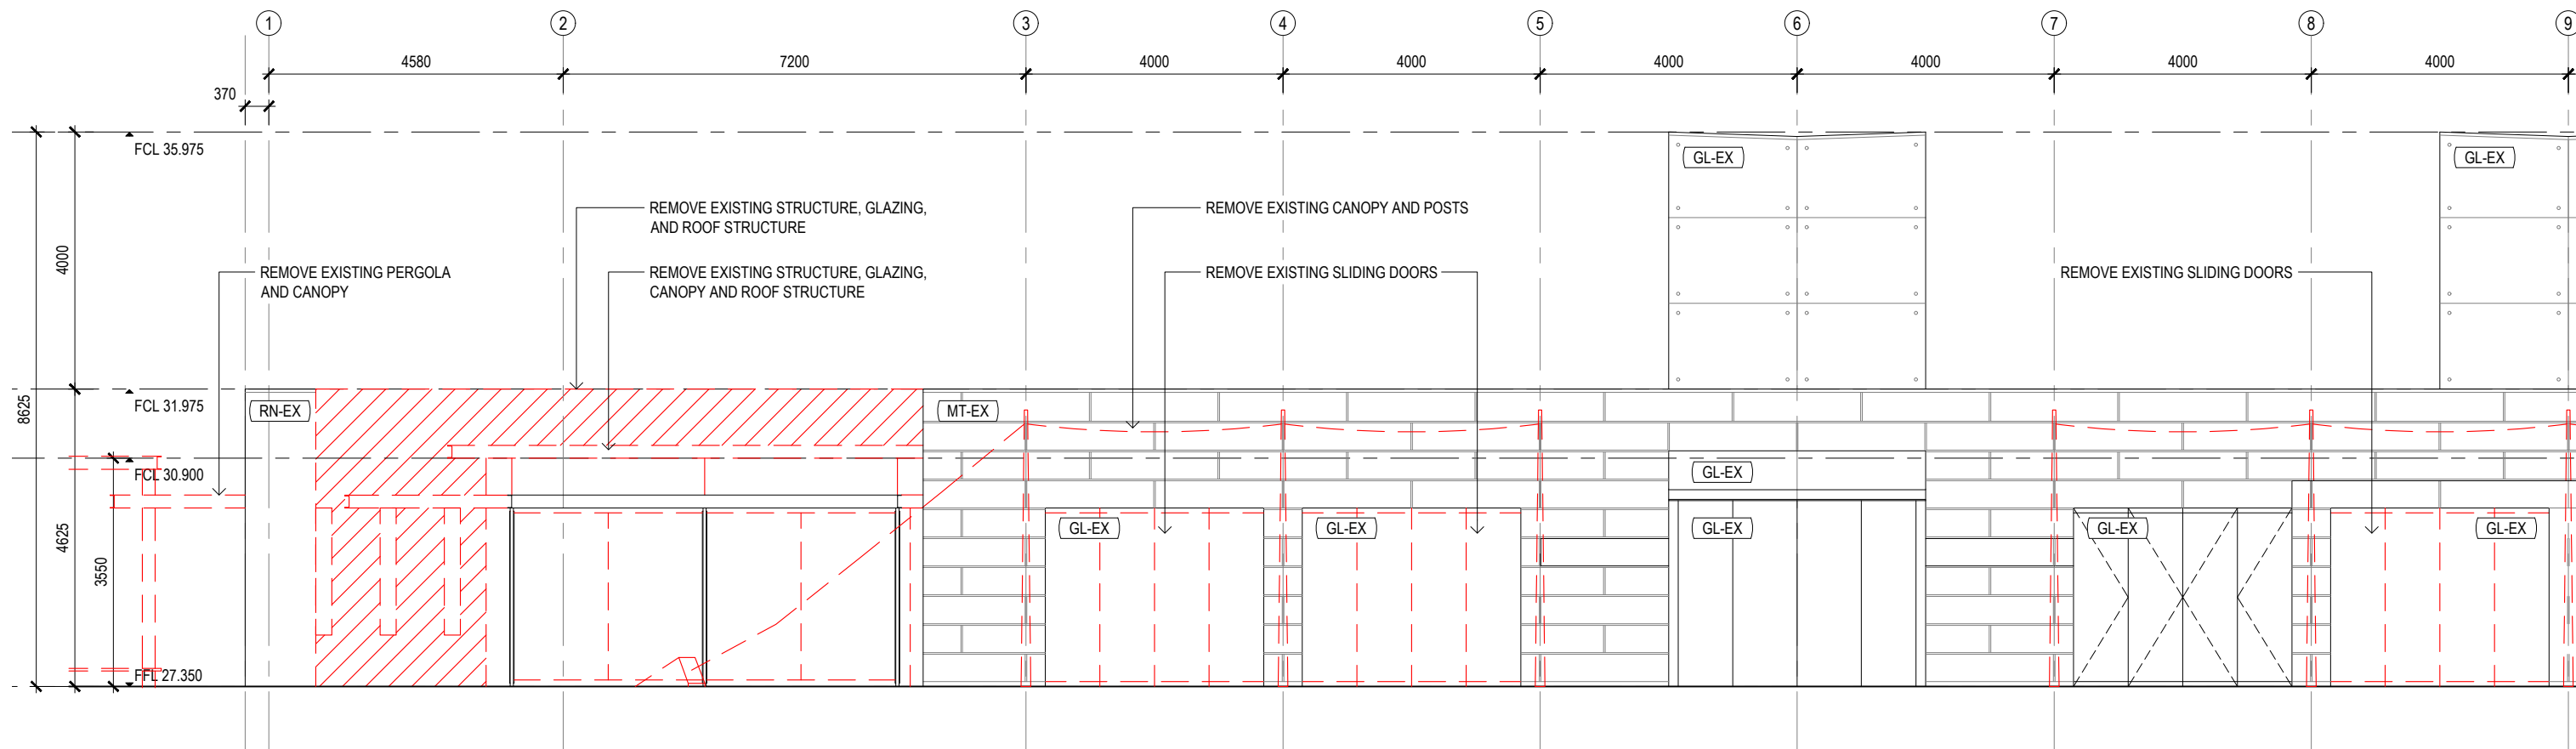 1 2 3 4 5 6 7 8 9
4580 7200 4000 4000 4000 4000 4000 4000
370
FCL 35.975
GL-EX GL-EX
REMOVE EXISTING STRUCTURE, GLAZING,
AND ROOF STRUCTURE
REMOVE EXISTING CANOPY AND POSTS
4000
REMOVE EXISTING PERGOLA
AND CANOPY
REMOVE EXISTING STRUCTURE, GLAZING,
CANOPY AND ROOF STRUCTURE
REMOVE EXISTING SLIDING DOORS
REMOVE EXISTING SLIDING DOORS
8625
FCL 31.975
RN-EX
MT-EX
FCL 30.900
GL-EX
4625
3550
GL-EX GL-EX GL-EX GL-EX GL-EX
FFL 27.350